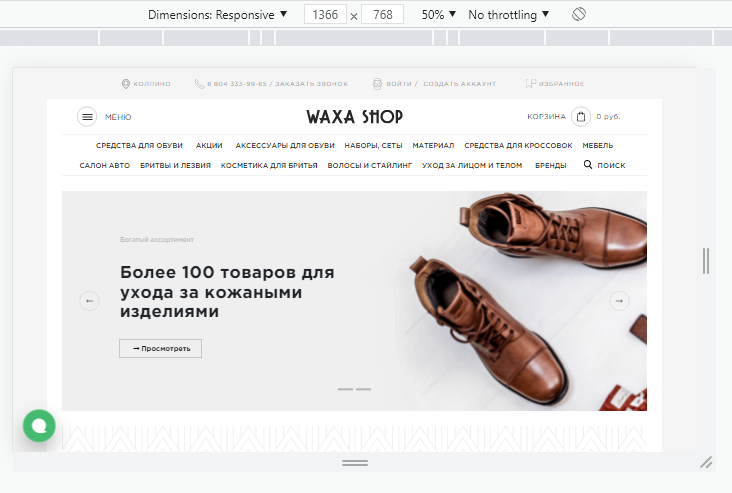 Dimensions: Responsive ▼ 1366 × 768 50% ▼ No throttling ▼
КОЛПИНО 8 804 333-99-65 / ЗАКАЗАТЬ ЗВОНОК ВОЙТИ / СОЗДАТЬ АККАУНТ ИЗБРАННОЕ
МЕНЮ WAXA SHOP КОРЗИНА 0 руб.
СРЕДСТВА ДЛЯ ОБУВИ АКЦИИ АКСЕССУАРЫ ДЛЯ ОБУВИ НАБОРЫ, СЕТЫ МАТЕРИАЛ СРЕДСТВА ДЛЯ КРОССОВОК МЕБЕЛЬ
САЛОН АВТО БРИТВЫ И ЛЕЗВИЯ КОСМЕТИКА ДЛЯ БРИТЬЯ ВОЛОСЫ И СТАЙЛИНГ УХОД ЗА ЛИЦОМ И ТЕЛОМ БРЕНДЫ ПОИСК
Богатый ассортимент
Более 100 товаров для
ухода за кожаными
изделиями
→ Просмотреть